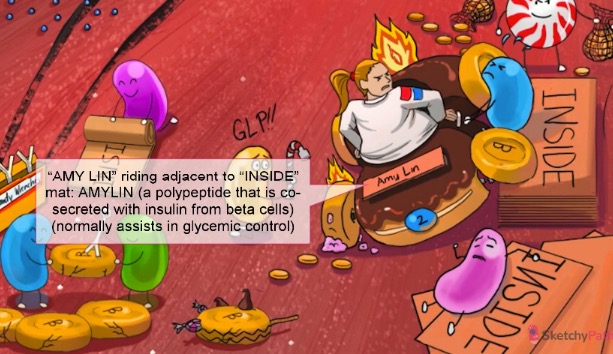 GLP!!
INSIDE
Amy Lin
2
"AMY LIN" riding adjacent to "INSIDE"
mat: AMYLIN (a polypeptide that is co-
secreted with insulin from beta cells)
(normally assists in glycemic control)
INSIDE
INSIDE
B
B
B